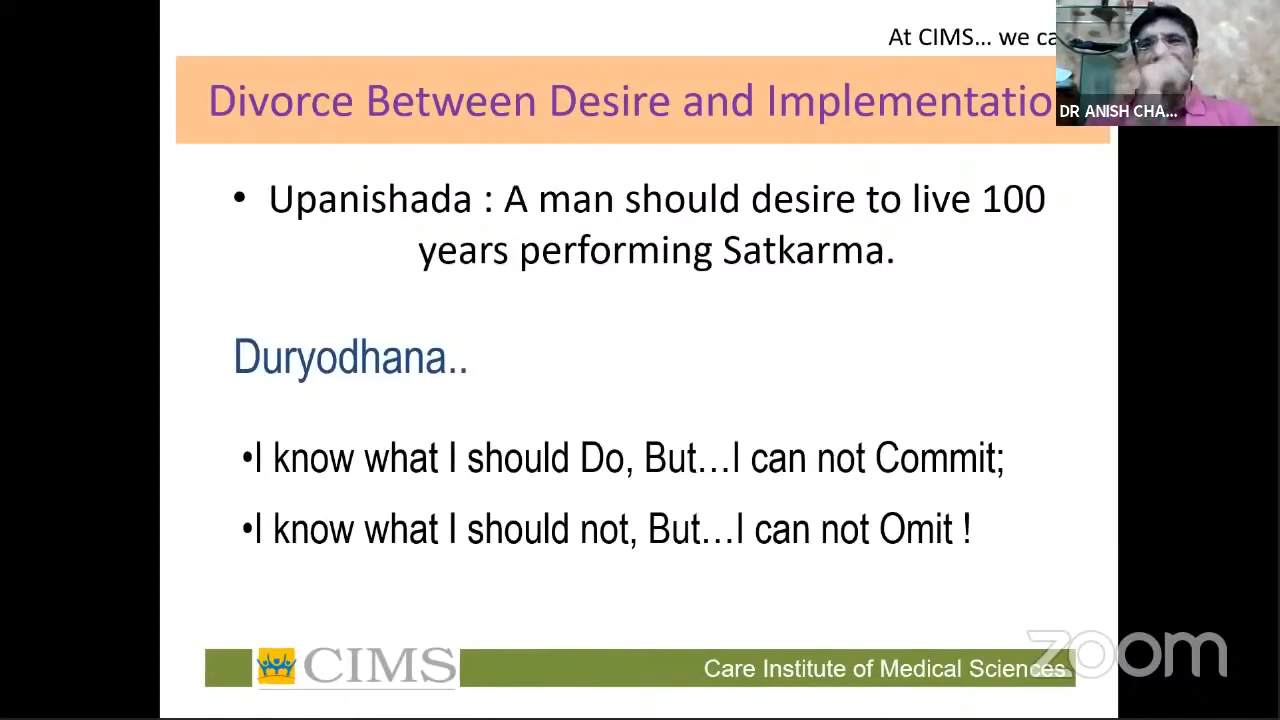 At CIMS... we ca
Divorce Between Desire and Implementatio
DR ANISH CHA...
• Upanishada : A man should desire to live 100
years performing Satkarma.
Duryodhana..
•I know what I should Do, But...I can not Commit;
•I know what I should not, But...I can not Omit !
CIMS
Care Institute of Medical Sciences
zoom